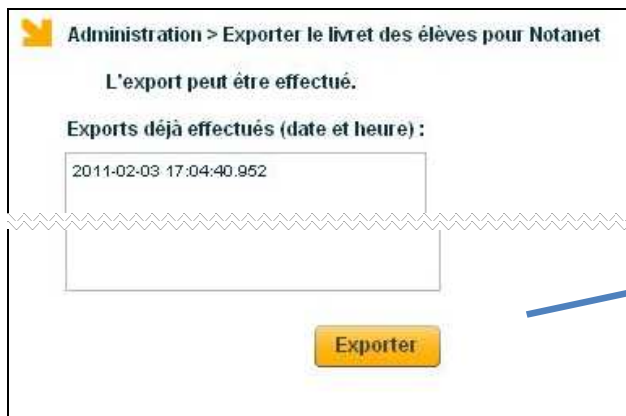 Administration > Exporter le livret des élèves pour Notanet
L'export peut être effectué.
Exports déjà effectués (date et heure) :
2011-02-03 17:04:40.952
Exporter